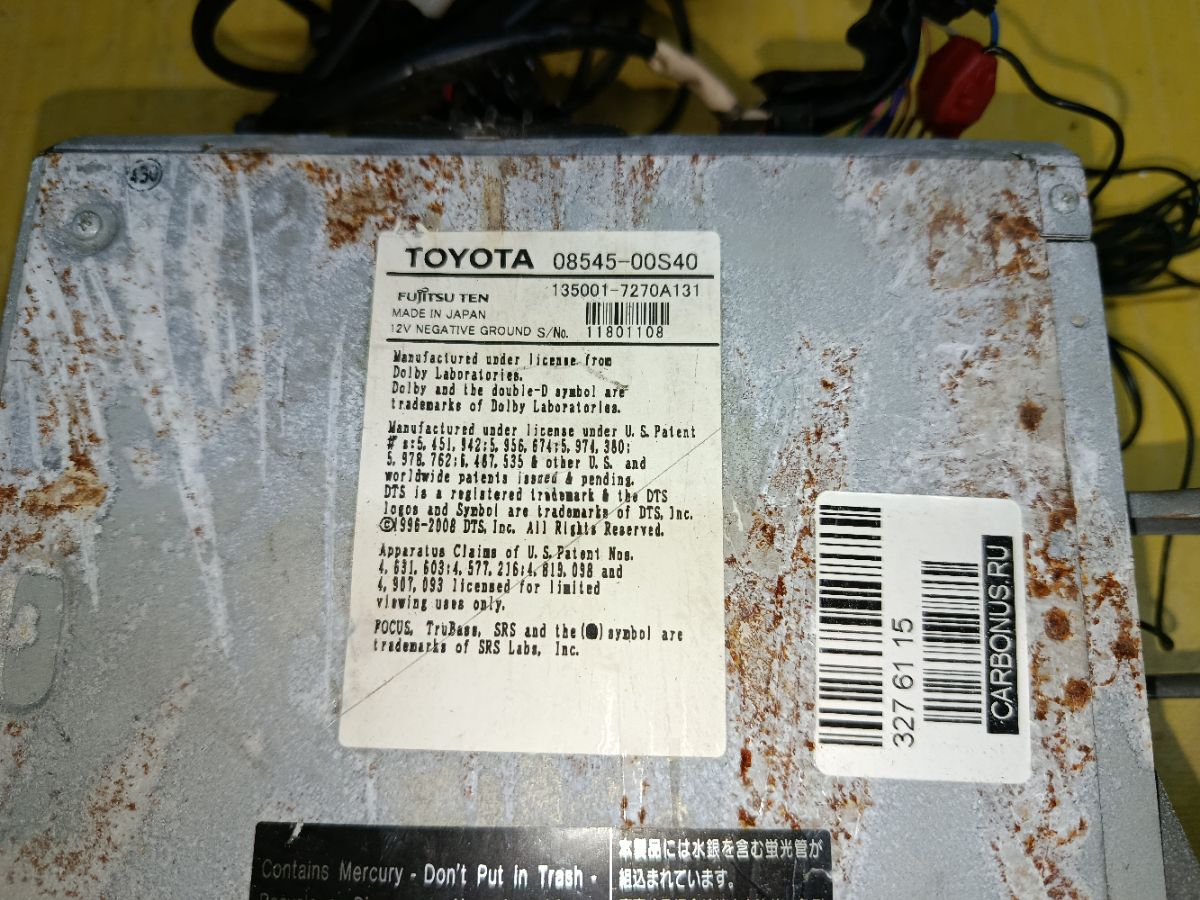 430
TOYOTA 08545-00S40
FUJITSU TEN 135001-7270A131
MADE IN JAPAN
12V NEGATIVE GROUND S/No. 11801108
Manufactured under license from
Dolby Laboratories.
Dolby and the double-D symbol are
trademarks of Dolby Laboratories.
Manufactured under license under U.S. Patent
# s:5,451,942;5,956,674;5,974,380;
5,978,762;6,487,535 & other U.S. and
worldwide patents issued & pending.
DTS is a registered trademark & the DTS
logos and Symbol are trademarks of DTS, Inc.
©1996-2008 DTS, Inc. All Rights Reserved.
Apparatus Claims of U.S. Patent Nos.
4,631,603;4,577,216;4,819,098 and
4,907,093 licensed for limited
viewing uses only.
FOCUS, TruBass, SRS and the (●) symbol are
trademarks of SRS Labs, Inc.
327 61 15
CARBONUS.RU
Contains Mercury - Don't Put in Trash -
本製品には水銀を含む蛍光管が
組込まれています。